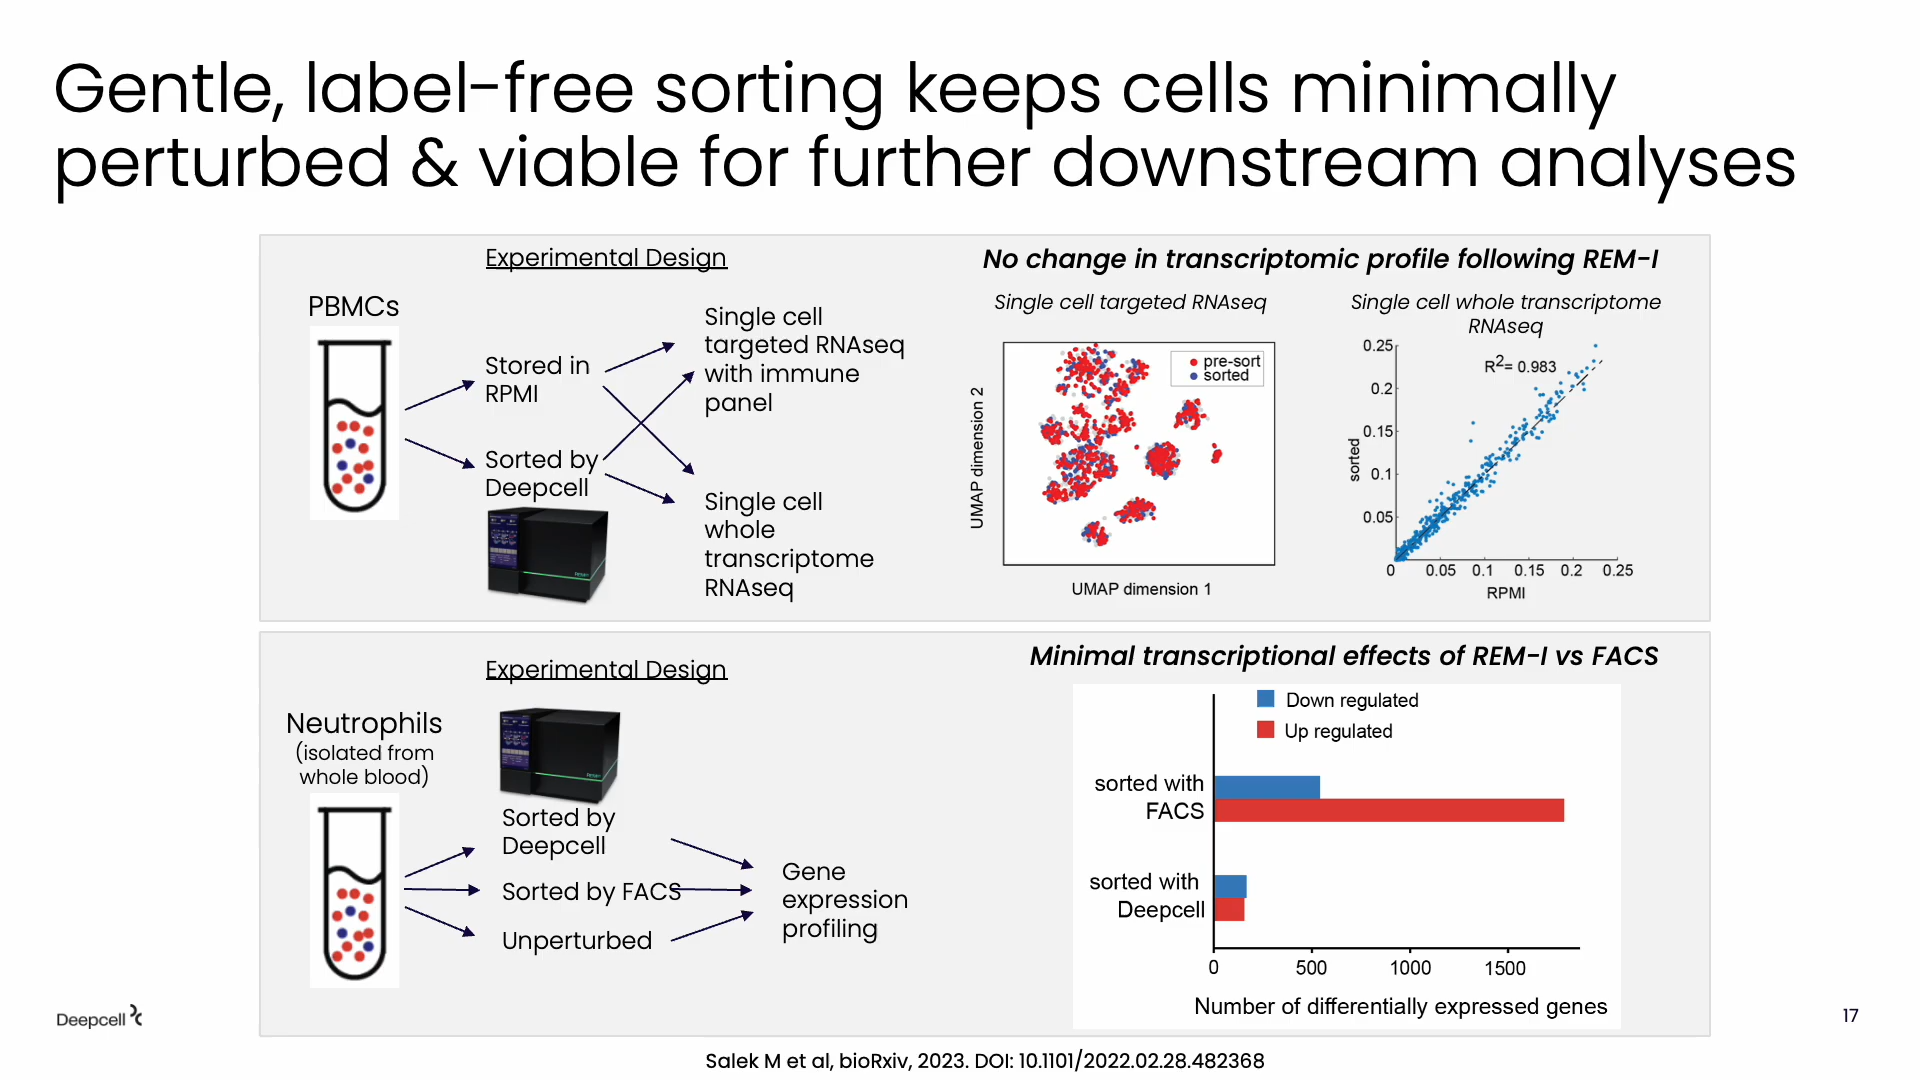 Gentle, label-free sorting keeps cells minimally
perturbed & viable for further downstream analyses
Experimental Design
PBMCs
Stored in
RPMI
Sorted by
Deepcell
Single cell
targeted RNAseq
with immune
panel
Single cell
whole
transcriptome
RNAseq
No change in transcriptomic profile following REM-I
Single cell targeted RNAseq
pre-sort
sorted
UMAP dimension 2
UMAP dimension 1
Single cell whole transcriptome
RNAseq
R²= 0.983
0.25
0.2
0.15
0.1
0.05
sorted
0 0.05 0.1 0.15 0.2 0.25
RPMI
Experimental Design
Neutrophils
(isolated from
whole blood)
Sorted by
Deepcell
Sorted by FACS
Unperturbed
Gene
expression
profiling
Minimal transcriptional effects of REM-I vs FACS
Down regulated
Up regulated
sorted with
FACS
sorted with
Deepcell
0 500 1000 1500
Number of differentially expressed genes
Deepcell
17
Salek M et al, bioRxiv, 2023. DOI: 10.1101/2022.02.28.482368